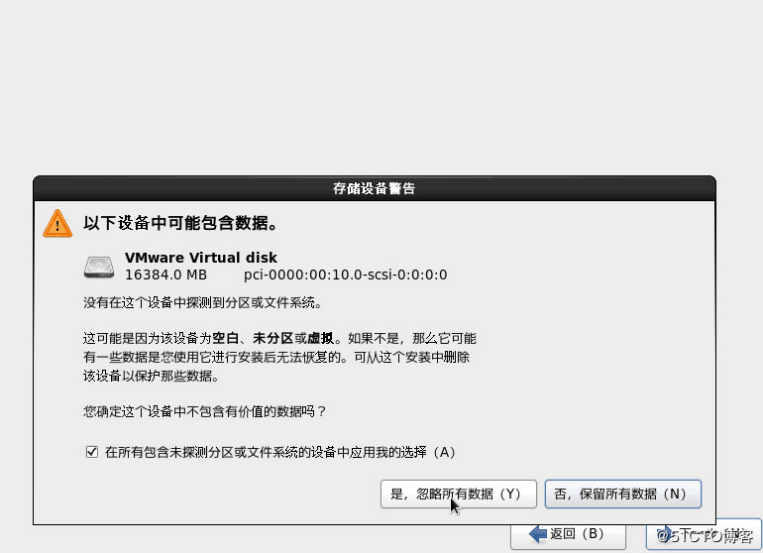 存储设备警告
以下设备中可能包含数据。
VMware Virtual disk
16384.0 MB pci-0000:00:10.0-scsi-0:0:0:0
没有在这个设备中探测到分区或文件系统。
这可能是因为该设备为空白、未分区或虚拟。如果不是，那么它可能
有一些数据是您使用它进行安装后无法恢复的。可从这个安装中删除
该设备以保护那些数据。
您确定这个设备中不包含有价值的数据吗？
在所有包含未探测分区或文件系统的设备中应用我的选择（A）
是，忽略所有数据（Y） 否，保留所有数据（N）
返回（B） 下一
@51CTO博客